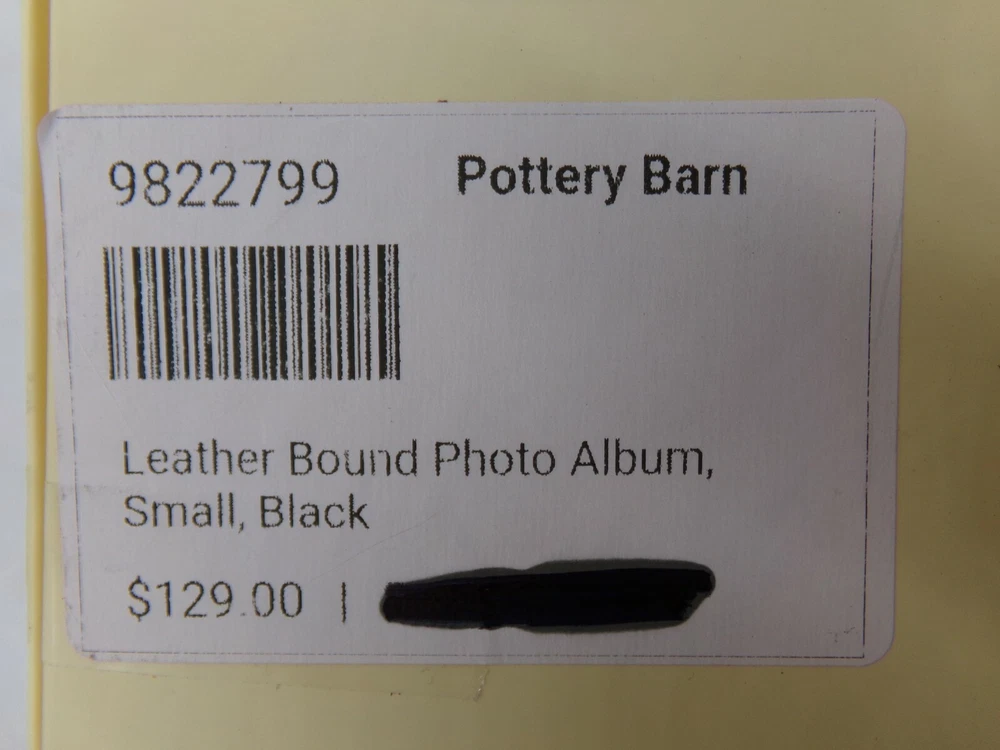 9822799 Pottery Barn
Leather Bound Photo Album,
Small, Black
$129.00 |